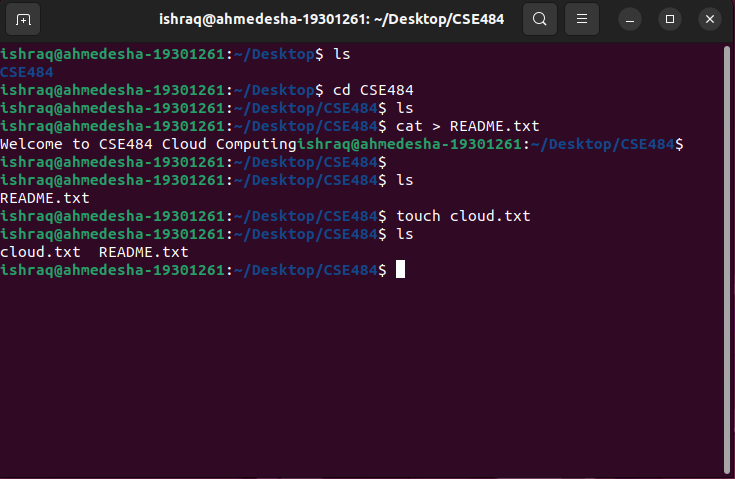 ishraq@ahmedesha-19301261: ~/Desktop/CSE484
ishraq@ahmedesha-19301261:~/Desktop$ ls
CSE484
ishraq@ahmedesha-19301261:~/Desktop$ cd CSE484
ishraq@ahmedesha-19301261:~/Desktop/CSE484$ ls
ishraq@ahmedesha-19301261:~/Desktop/CSE484$ cat > README.txt
Welcome to CSE484 Cloud Computingishraq@ahmedesha-19301261:~/Desktop/CSE484$
ishraq@ahmedesha-19301261:~/Desktop/CSE484$
ishraq@ahmedesha-19301261:~/Desktop/CSE484$ ls
README.txt
ishraq@ahmedesha-19301261:~/Desktop/CSE484$ touch cloud.txt
ishraq@ahmedesha-19301261:~/Desktop/CSE484$ ls
cloud.txt  README.txt
ishraq@ahmedesha-19301261:~/Desktop/CSE484$